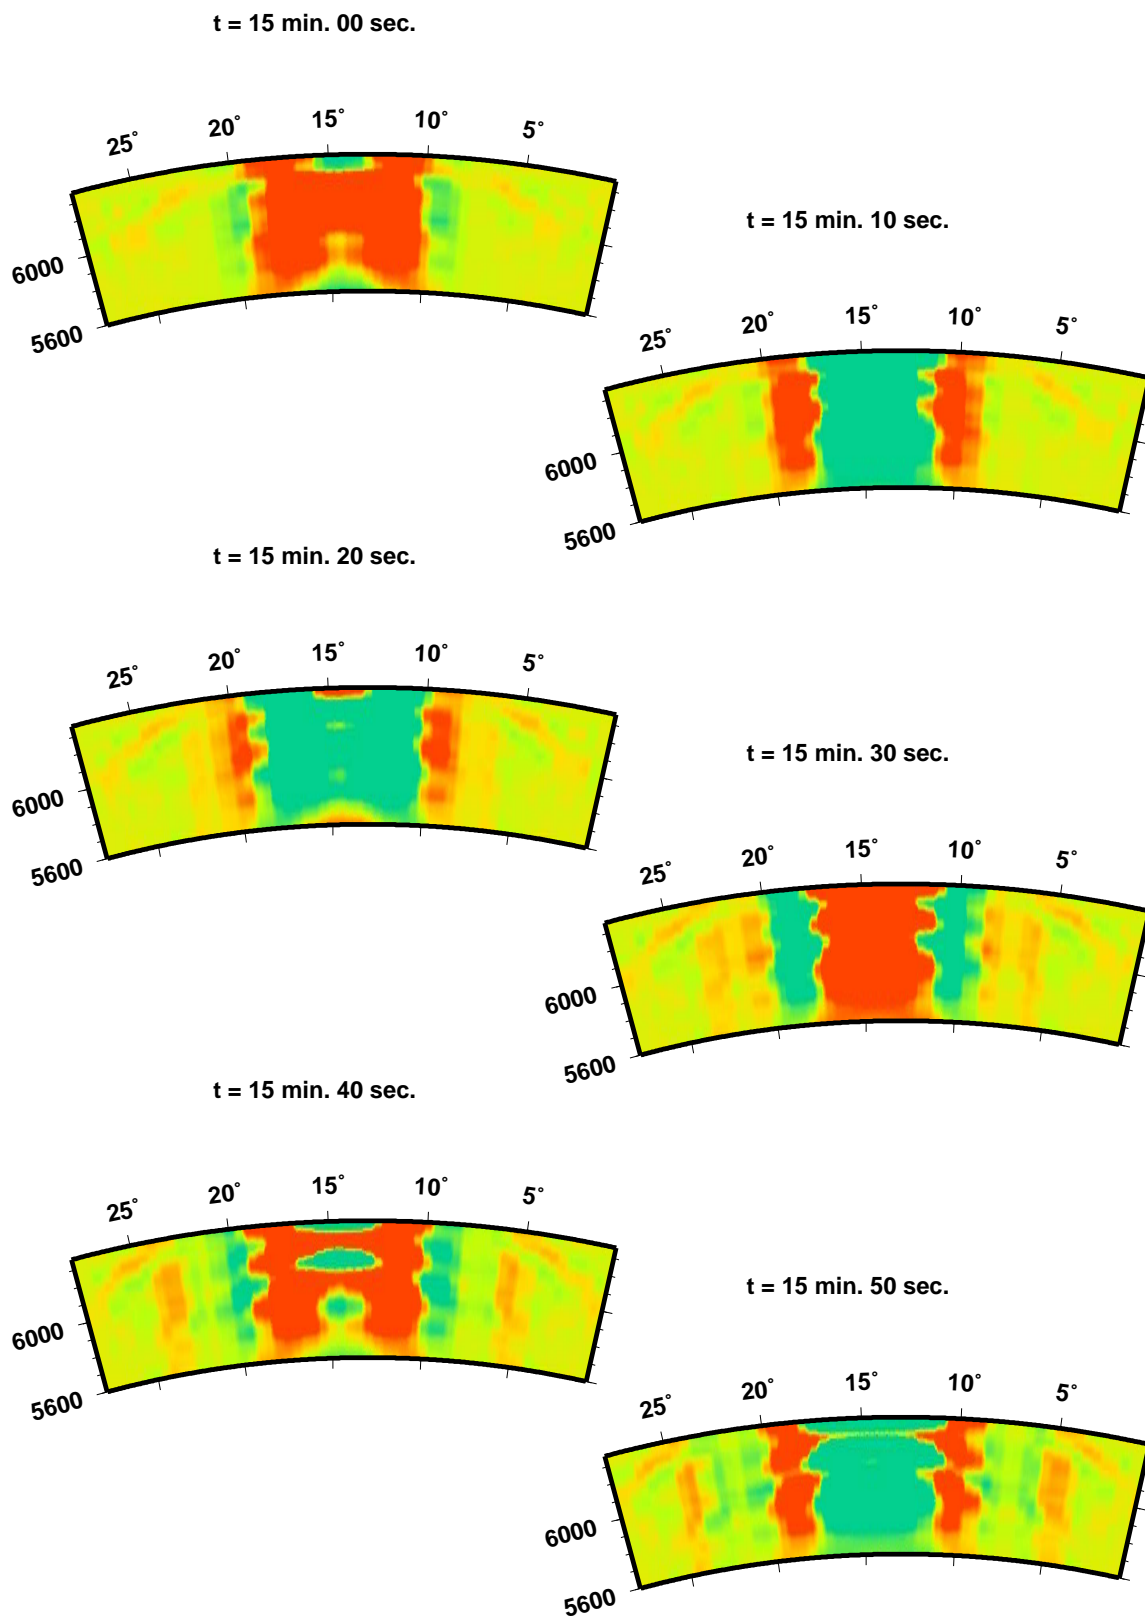 t = 15 min. 00 sec.
25° 20° 15° 10° 5°
6000
5600
t = 15 min. 10 sec.
25° 20° 15° 10° 5°
6000
5600
t = 15 min. 20 sec.
25° 20° 15° 10° 5°
6000
5600
t = 15 min. 30 sec.
25° 20° 15° 10° 5°
6000
5600
t = 15 min. 40 sec.
25° 20° 15° 10° 5°
6000
5600
t = 15 min. 50 sec.
25° 20° 15° 10° 5°
6000
5600